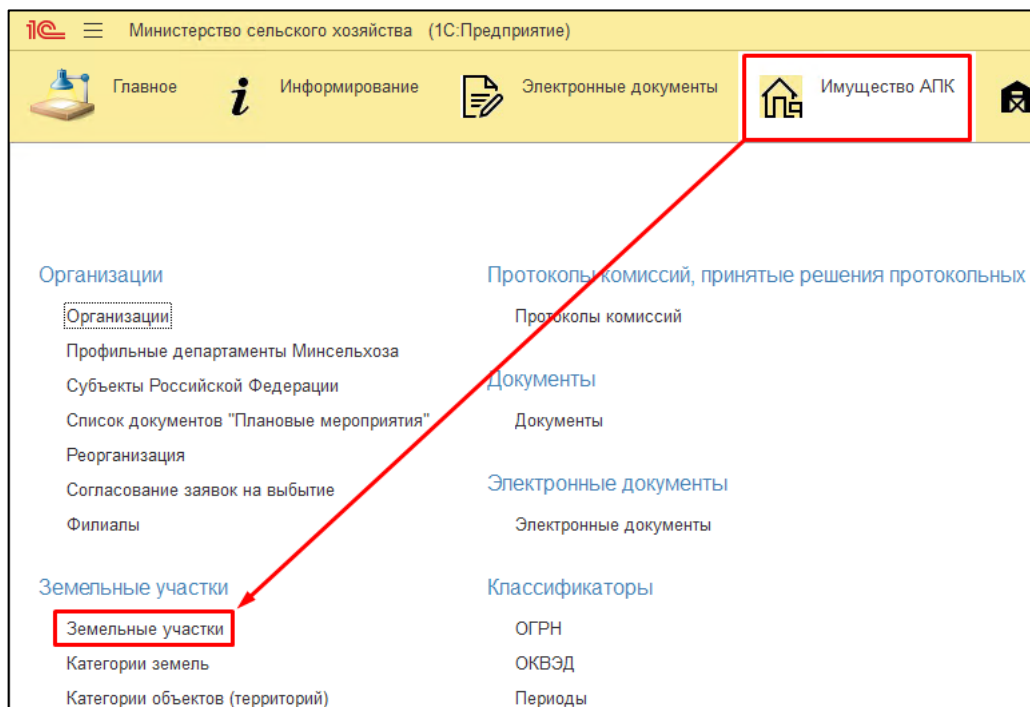 1С Министерство сельского хозяйства (1С:Предприятие)
Главное Информирование Электронные документы Имущество АПК
Организации
Организации
Профильные департаменты Минсельхоза
Субъекты Российской Федерации
Список документов "Плановые мероприятия"
Реорганизация
Согласование заявок на выбытие
Филиалы
Земельные участки
Земельные участки
Категории земель
Категории объектов (территорий)
Протоколы комиссий, принятые решения протокольных
Протоколы комиссий
Документы
Документы
Электронные документы
Электронные документы
Классификаторы
ОГРН
ОКВЭД
Периоды